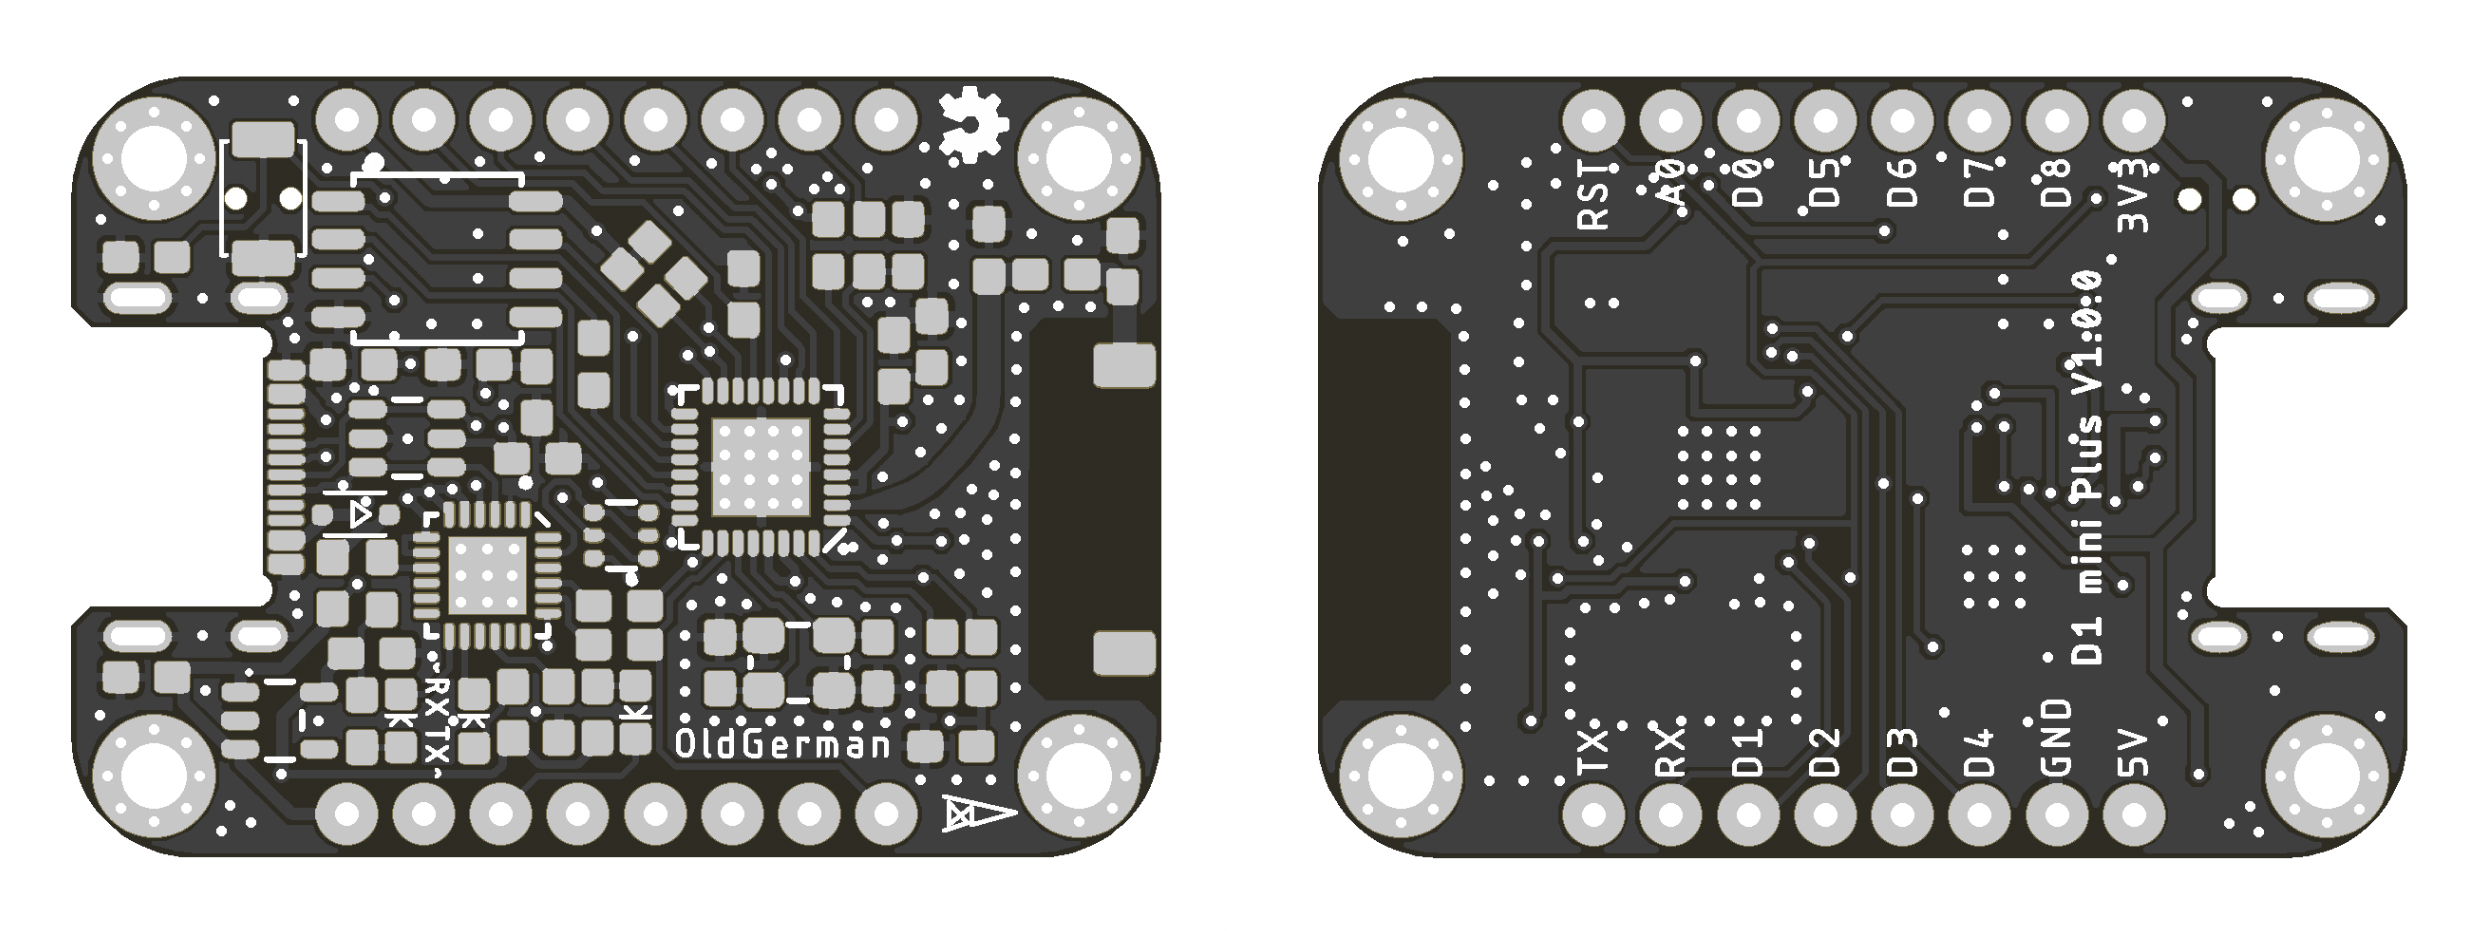 RX TX
OldGerman
RST
A0
D0
D5
D6
D7
D8
3V3
D1 mini Plus V1.0.0
TX
RX
D1
D2
D3
D4
GND
5V